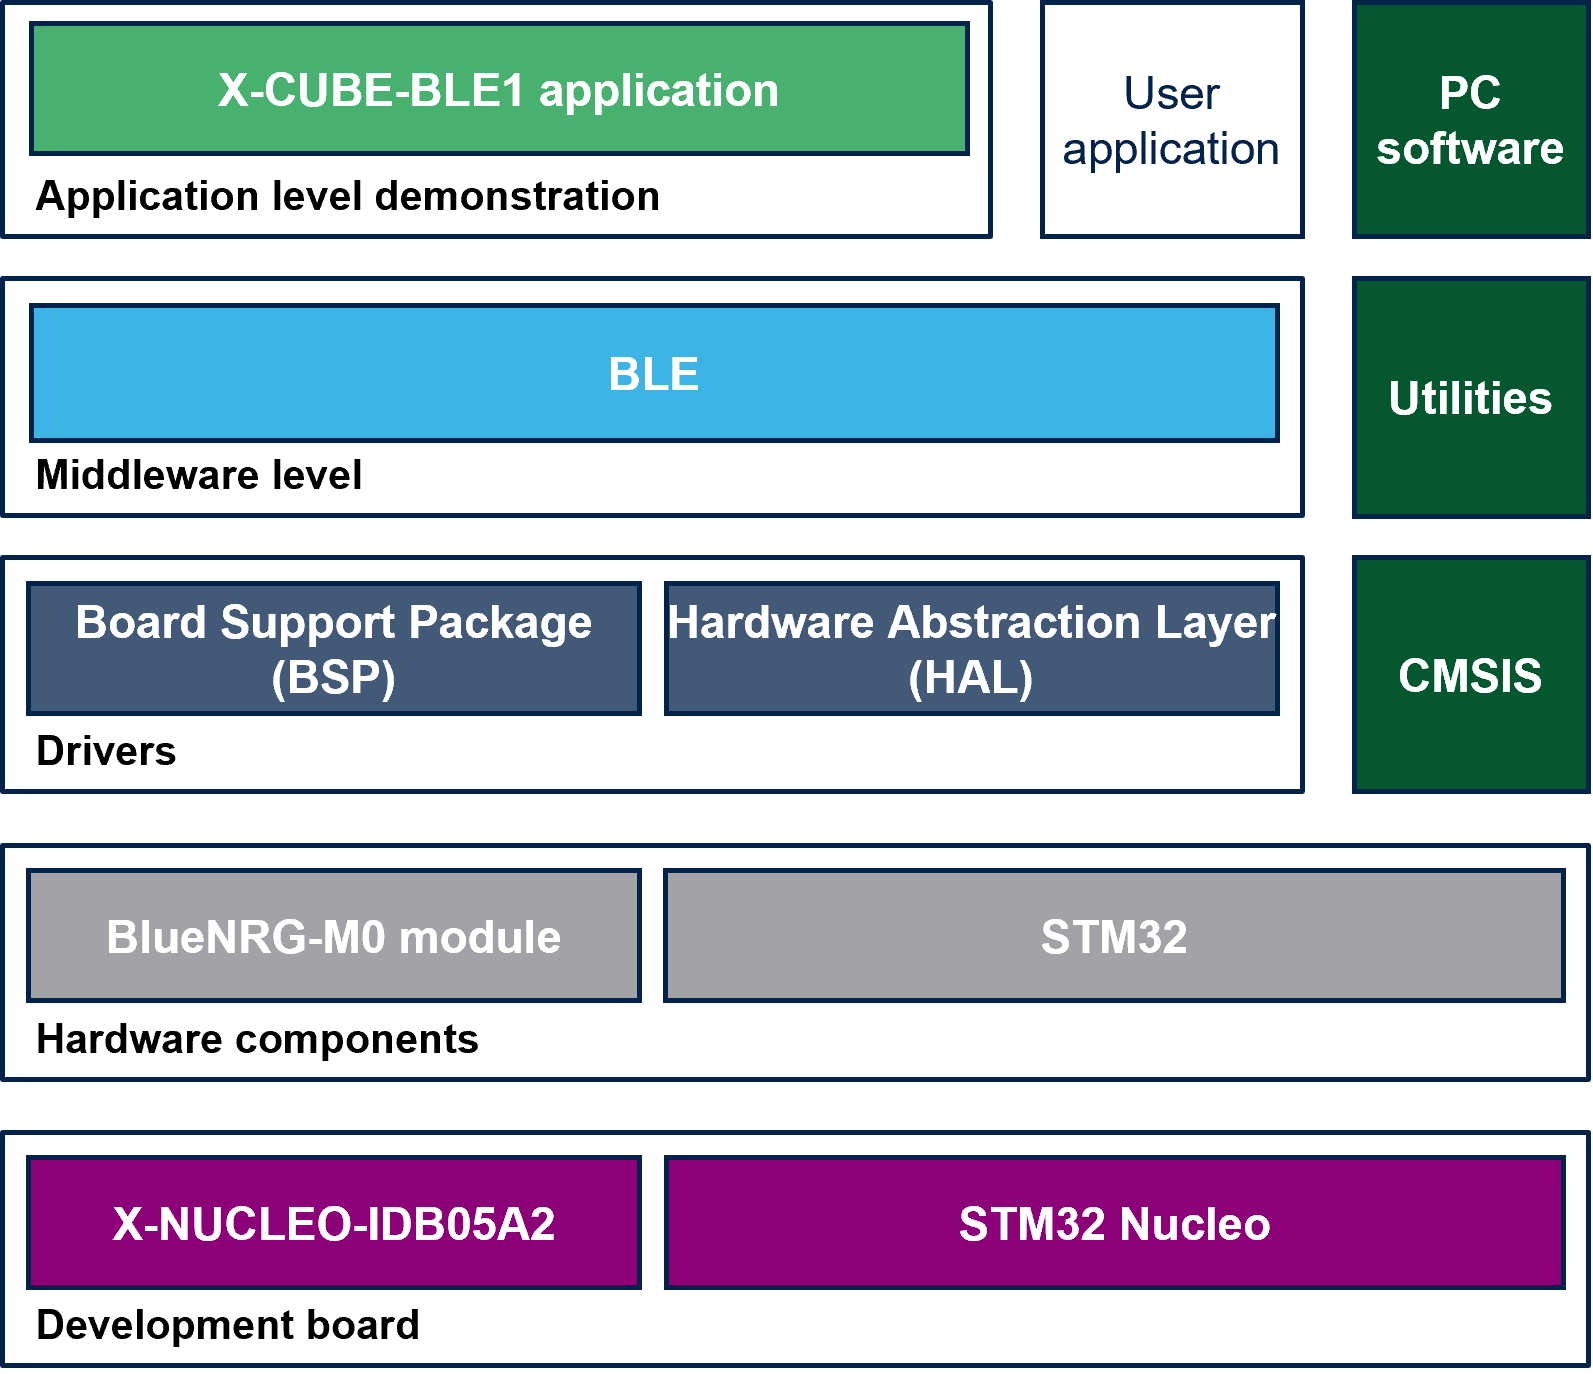 X-CUBE-BLE1 application
Application level demonstration
User
application
PC
software
BLE
Middleware level
Utilities
Board Support Package
(BSP)
Hardware Abstraction Layer
(HAL)
Drivers
CMSIS
BlueNRG-M0 module
STM32
Hardware components
X-NUCLEO-IDB05A2
STM32 Nucleo
Development board